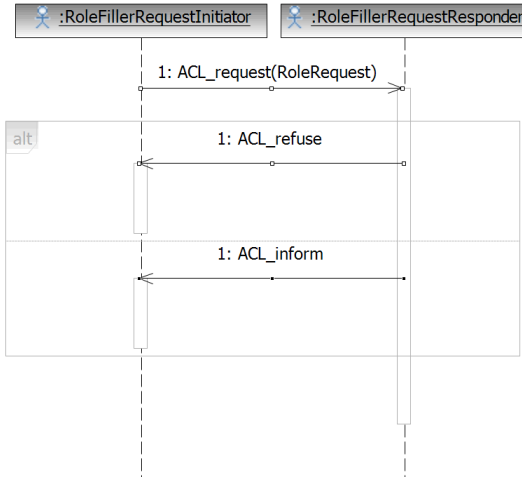 :RoleFillerRequestInitiator
:RoleFillerRequestResponder
1: ACL_request(RoleRequest)
alt
1: ACL_refuse
1: ACL_inform